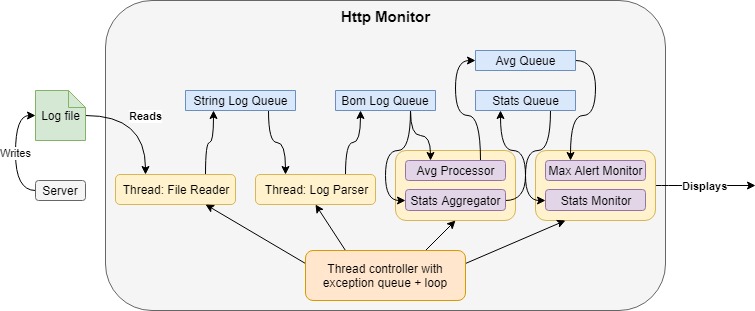 Http Monitor
Avg Queue
String Log Queue
Bom Log Queue
Stats Queue
Log file
Reads
Writes
Server
Thread: File Reader
Thread: Log Parser
Avg Processor
Stats Aggregator
Max Alert Monitor
Stats Monitor
Displays
Thread controller with
exception queue + loop